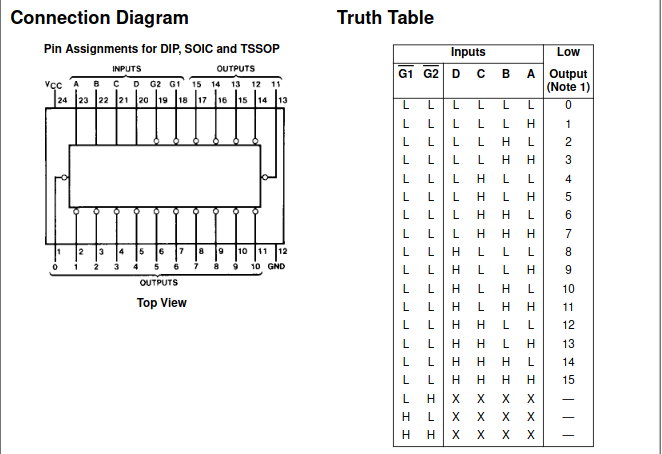 Connection Diagram
Pin Assignments for DIP, SOIC and TSSOP
INPUTS OUTPUTS
VCC A B C D G2 G1 15 14 13 12 11
24 23 22 21 20 19 18 17 16 15 14 13
1 2 3 4 5 6 7 8 9 10 11 12
0 1 2 3 4 5 6 7 8 9 10 GND
OUTPUTS
Top View
Truth Table
Inputs Low
G1 G2 D C B A Output
(Note 1)
L L L L L L 0
L L L L L H 1
L L L L H L 2
L L L L H H 3
L L L H L L 4
L L L H L H 5
L L L H H L 6
L L L H H H 7
L L H L L L 8
L L H L L H 9
L L H L H L 10
L L H L H H 11
L L H H L L 12
L L H H L H 13
L L H H H L 14
L L H H H H 15
L H X X X X —
H L X X X X —
H H X X X X —